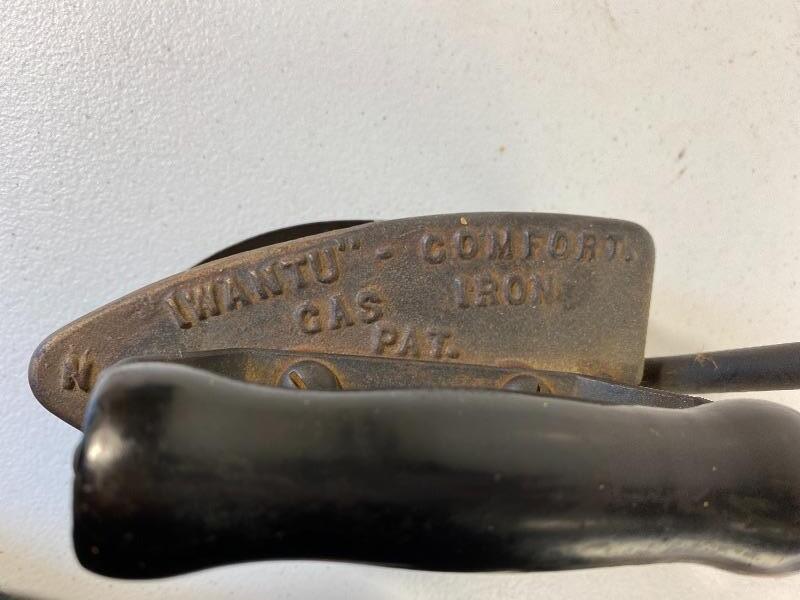 IWANTU" - COMFORT.
GAS IRON
PAT.
N